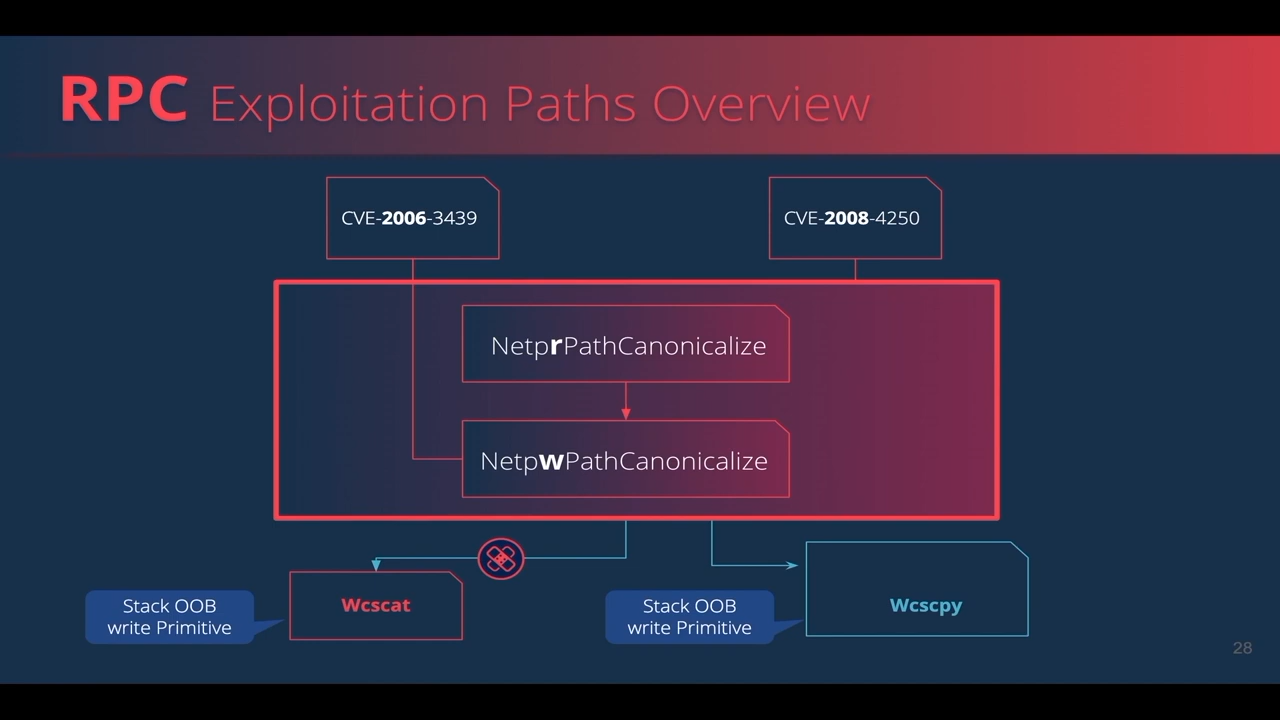 RPC Exploitation Paths Overview
CVE-2006-3439
CVE-2008-4250
NetprPathCanonicalize
NetpwPathCanonicalize
Stack OOB
write Primitive
Wcscat
Stack OOB
write Primitive
Wcscpy
28